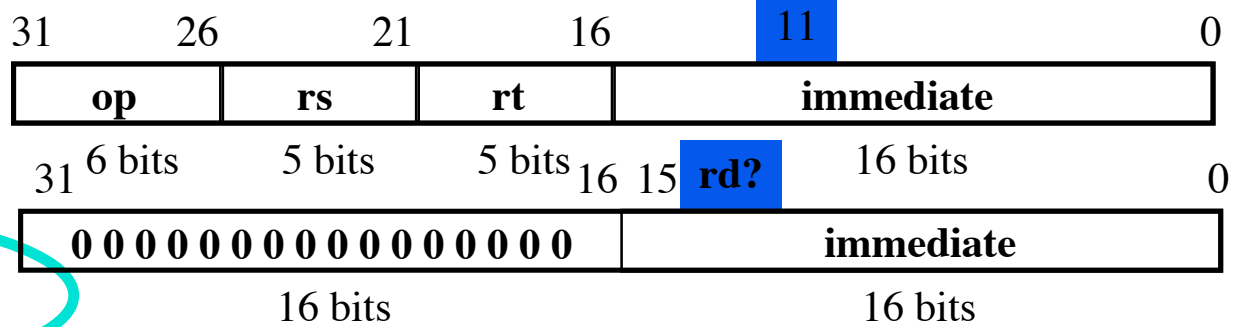 31 26 21 16 11 0
op rs rt immediate
6 bits 5 bits 5 bits 16 bits
31 16 15 rd? 0
0 0 0 0 0 0 0 0 0 0 0 0 0 0 0 0 immediate
16 bits 16 bits